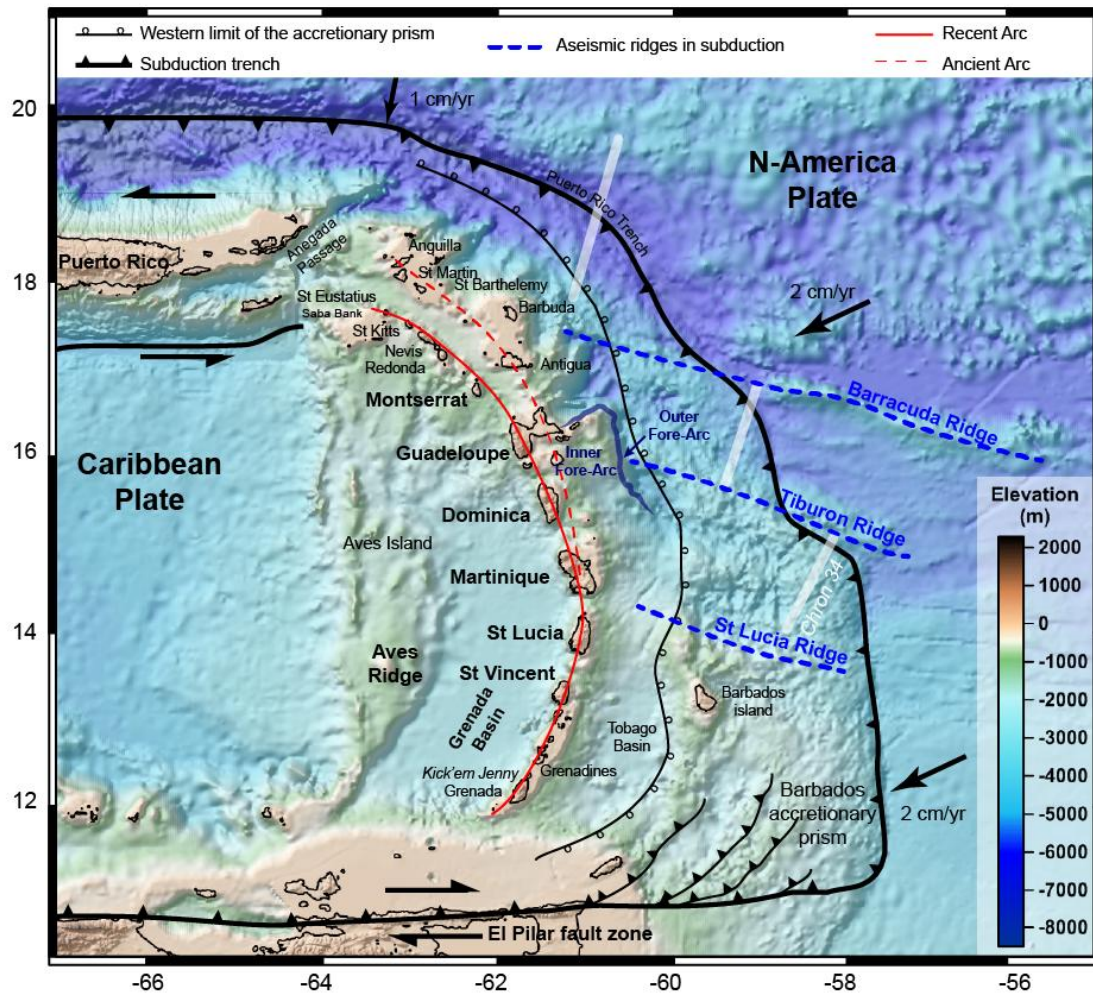 Western limit of the accretionary prism
Subduction trench
Aseismic ridges in subduction
Recent Arc
Ancient Arc
20
18
16
14
12
-66
-64
-62
-60
-58
-56
1 cm/yr
N-America
Plate
Puerto Rico Trench
2 cm/yr
Puerto Rico
Anegada
Passage
Anguilla
St Martin
St Barthelemy
Barbuda
St Eustatius
Saba Bank
St Kitts
Nevis
Redonda
Antigua
Montserrat
Barracuda Ridge
Outer
Fore-Arc
Guadeloupe
Inner
Fore-Arc
Caribbean
Plate
Tiburon Ridge
Dominica
Aves Island
Martinique
Chron 34
St Lucia
St Lucia Ridge
Aves
Ridge
St Vincent
Grenada
Basin
Barbados
island
Tobago
Basin
Kick'em Jenny
Grenada
Grenadines
Barbados
accretionary
prism
2 cm/yr
El Pilar fault zone
Elevation
(m)
2000
1000
0
-1000
-2000
-3000
-4000
-5000
-6000
-7000
-8000